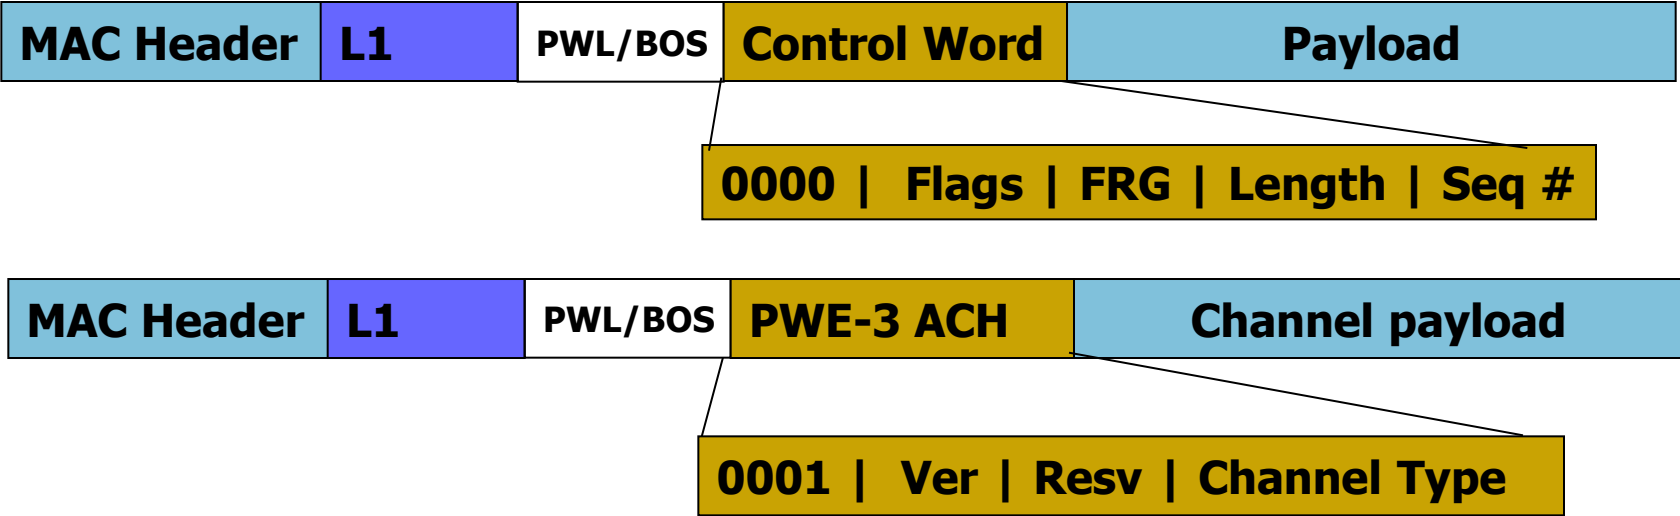 MAC Header L1 PWL/BOS Control Word Payload
0000 | Flags | FRG | Length | Seq #
MAC Header L1 PWL/BOS PWE-3 ACH Channel payload
0001 | Ver | Resv | Channel Type